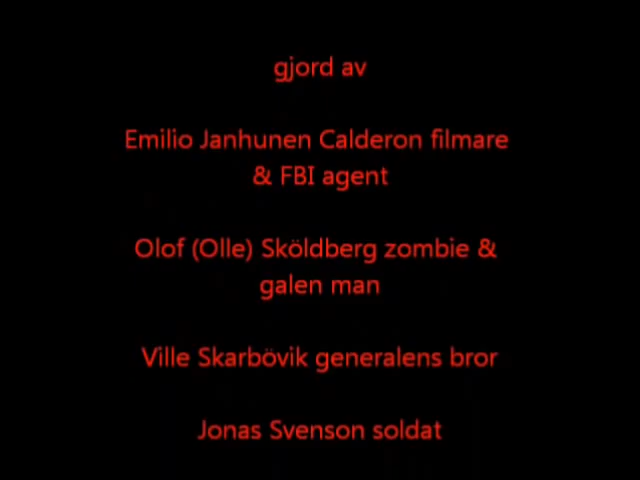 gjord av
Emilio Janhunen Calderon filmare
& FBI agent
Olof (Olle) Sköldberg zombie &
galen man
Ville Skarbövik generalens bror
Jonas Svenson soldat